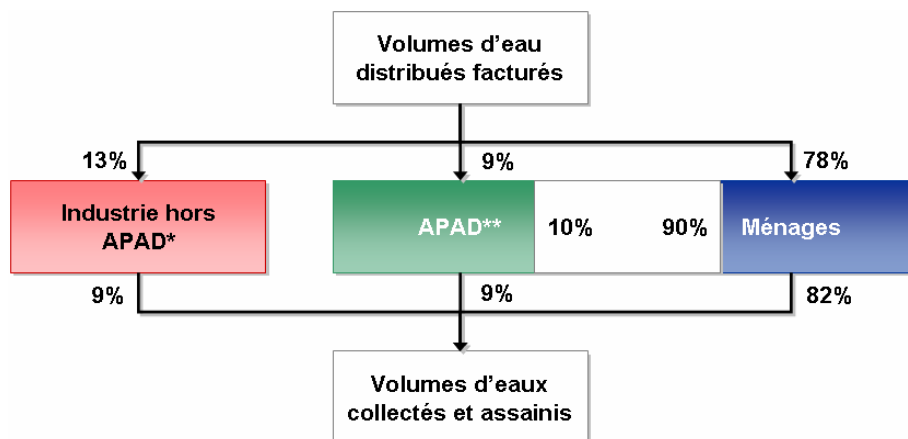 Volumes d'eau
distribués facturés
13%
9%
78%
Industrie hors
APAD*
APAD**
10%
90%
Ménages
9%
9%
82%
Volumes d'eaux
collectés et assainis